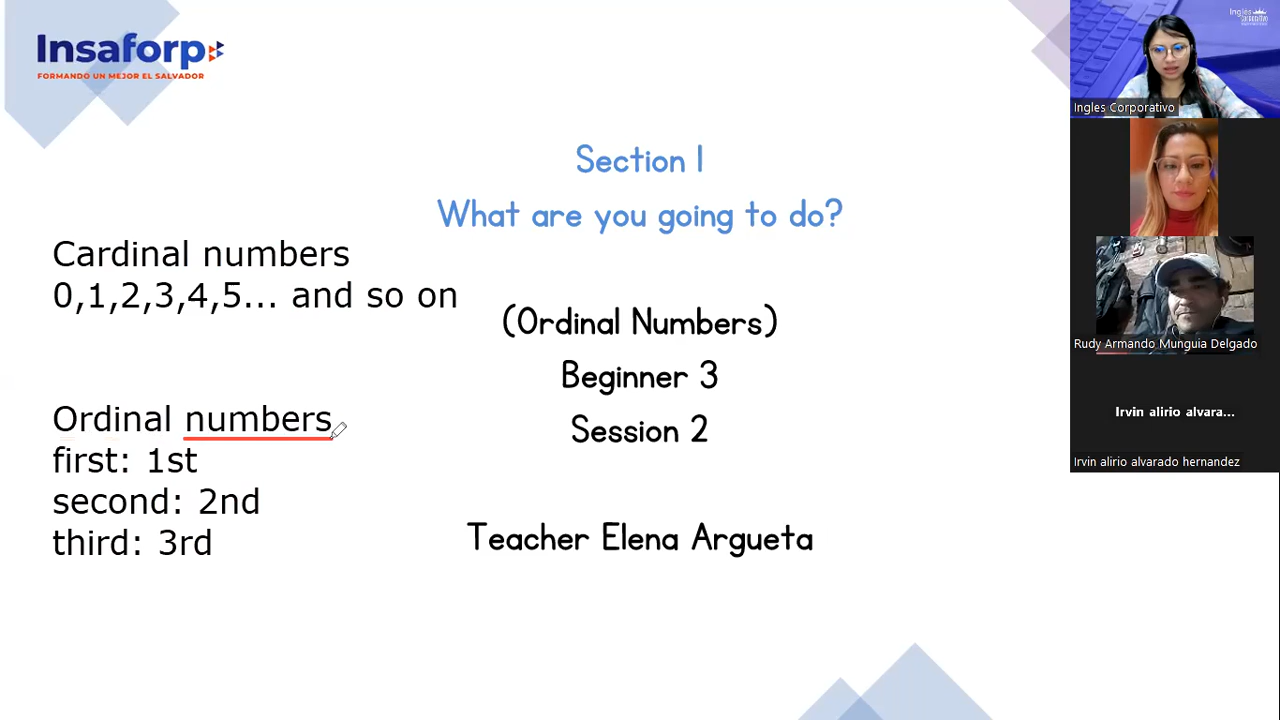 Insaforp
FORMANDO UN MEJOR EL SALVADOR
Section 1
What are you going to do?
Cardinal numbers
0,1,2,3,4,5... and so on
(Ordinal Numbers)
Beginner 3
Session 2
Teacher Elena Argueta
Ordinal numbers
first: 1st
second: 2nd
third: 3rd
Ingles Corporativo
Rudy Armando Munguia Delgado
Irvin alirio alvara...
Irvin alirio alvarado hernandez